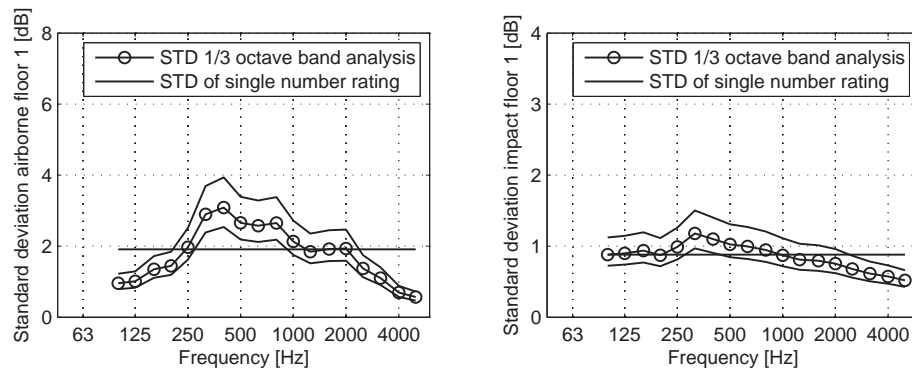 Standard deviation airborne floor 1 [dB]
8
6
4
2
0
STD 1/3 octave band analysis
STD of single number rating
63 125 250 500 1000 2000 4000
Frequency [Hz]
Standard deviation impact floor 1 [dB]
4
3
2
1
0
STD 1/3 octave band analysis
STD of single number rating
63 125 250 500 1000 2000 4000
Frequency [Hz]